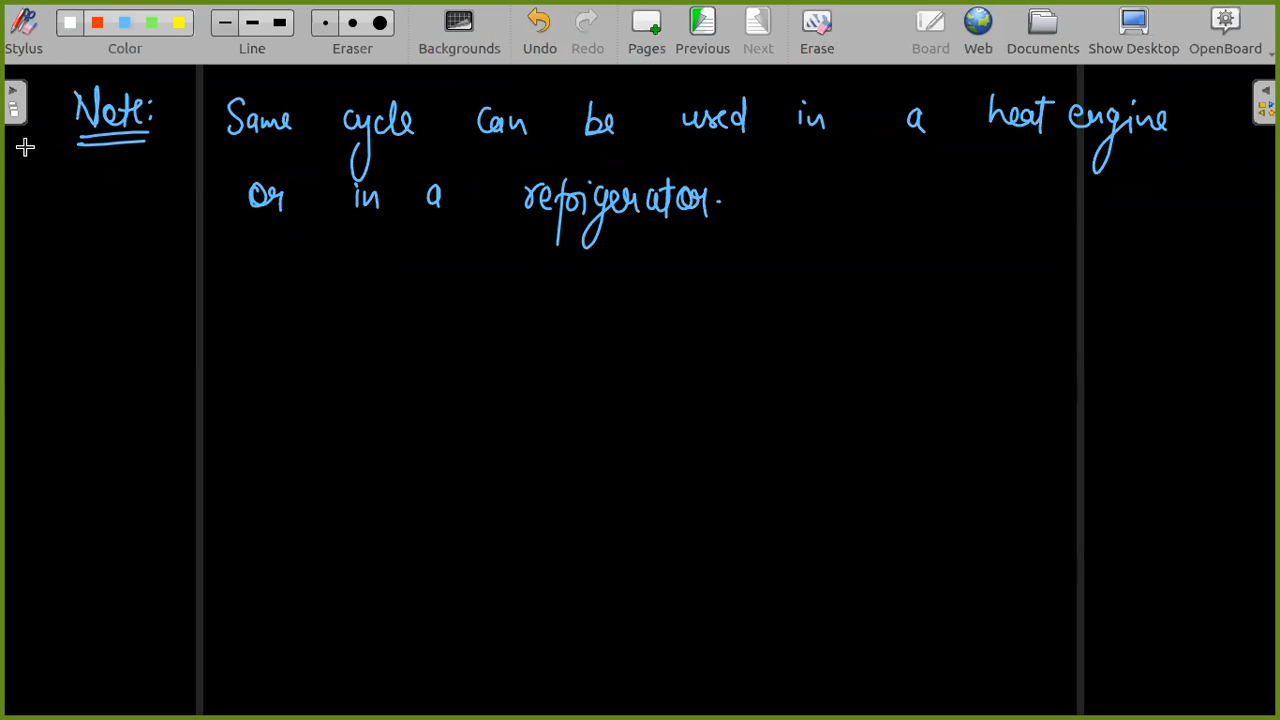 Stylus Color Line Eraser Backgrounds Undo Redo Pages Previous Next Erase Board Web Documents Show Desktop OpenBoard
Note: Same cycle can be used in a heat engine
or in a refrigerator.